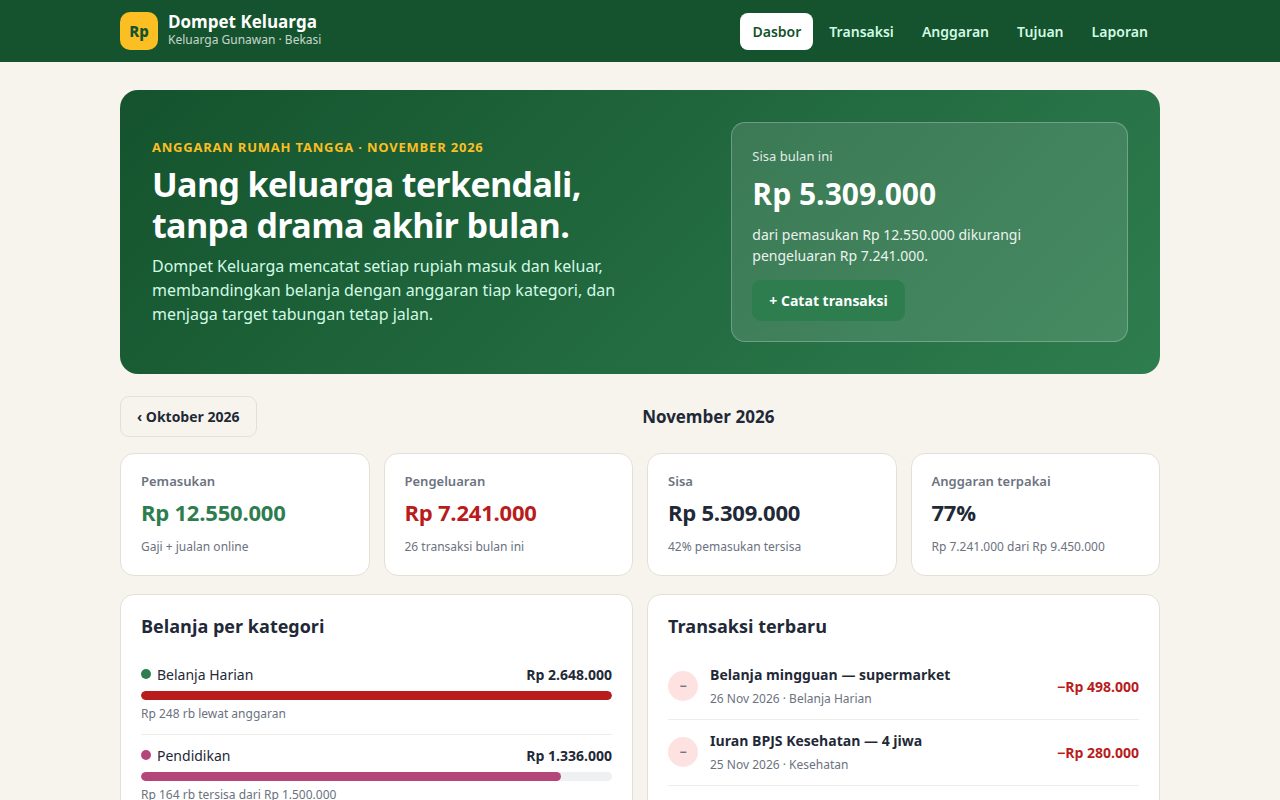 Rp
Dompet Keluarga
Keluarga Gunawan · Bekasi
Dasbor
Transaksi
Anggaran
Tujuan
Laporan
ANGGARAN RUMAH TANGGA · NOVEMBER 2026
Uang keluarga terkendali,
tanpa drama akhir bulan.
Dompet Keluarga mencatat setiap rupiah masuk dan keluar,
membandingkan belanja dengan anggaran tiap kategori, dan
menjaga target tabungan tetap jalan.
Sisa bulan ini
Rp 5.309.000
dari pemasukan Rp 12.550.000 dikurangi
pengeluaran Rp 7.241.000.
+ Catat transaksi
‹ Oktober 2026
November 2026
Pemasukan
Rp 12.550.000
Gaji + jualan online
Pengeluaran
Rp 7.241.000
26 transaksi bulan ini
Sisa
Rp 5.309.000
42% pemasukan tersisa
Anggaran terpakai
77%
Rp 7.241.000 dari Rp 9.450.000
Belanja per kategori
Belanja Harian
Rp 2.648.000
Rp 248 rb lewat anggaran
Pendidikan
Rp 1.336.000
Rp 164 rb tersisa dari Rp 1.500.000
Transaksi terbaru
−
Belanja mingguan — supermarket
26 Nov 2026 · Belanja Harian
−Rp 498.000
−
Iuran BPJS Kesehatan — 4 jiwa
25 Nov 2026 · Kesehatan
−Rp 280.000